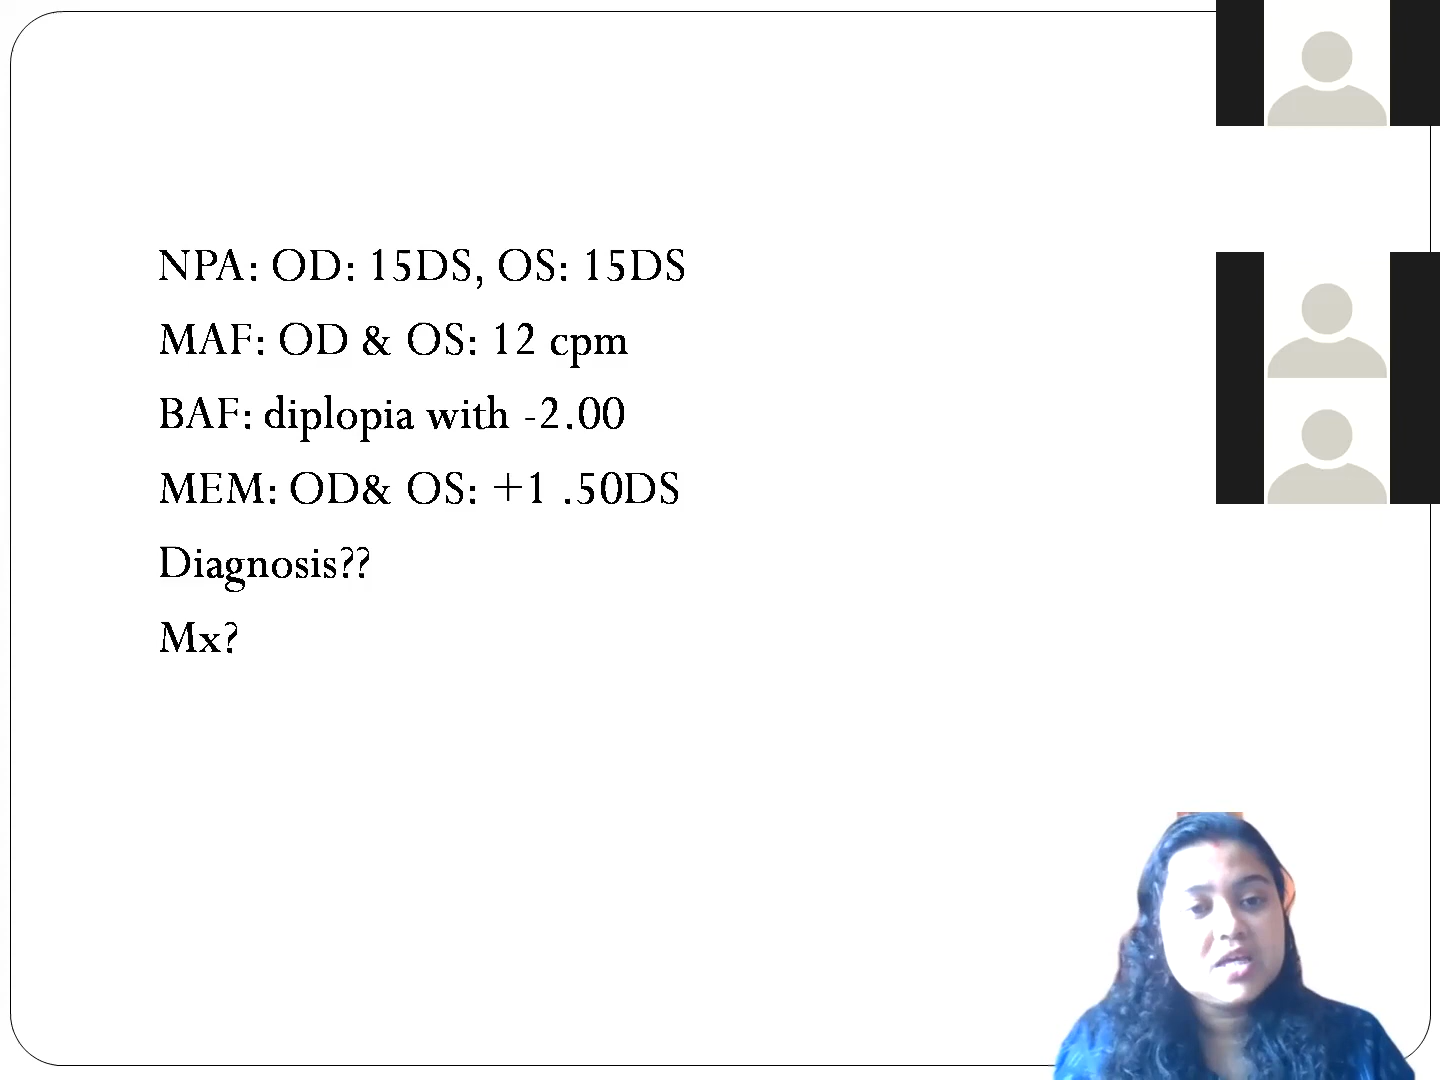 NPA: OD: 15DS, OS: 15DS
MAF: OD & OS: 12 cpm
BAF: diplopia with -2.00
MEM: OD& OS: +1 .50DS
Diagnosis??
Mx?